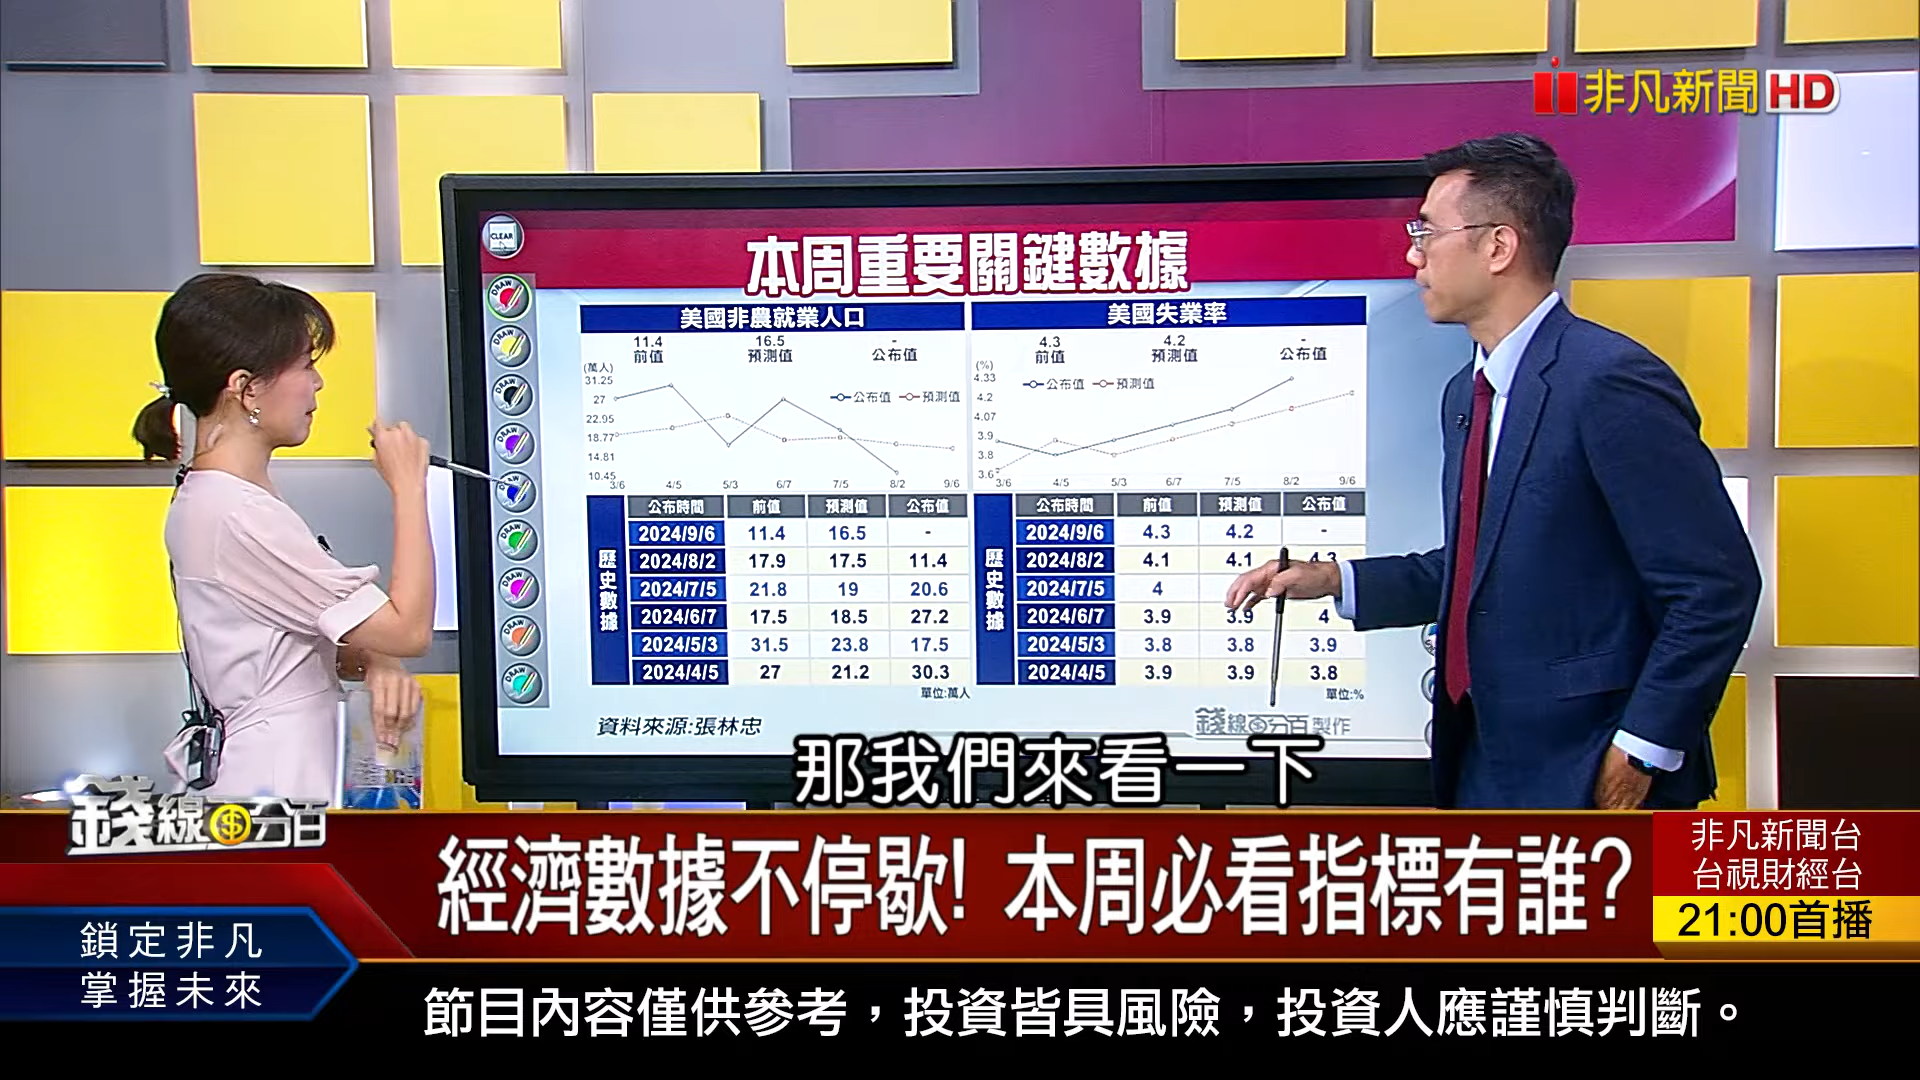 非凡新聞 HD
CLEAR
DRAW
DRAW
DRAW
DRAW
DRAW
DRAW
DRAW
DRAW
DRAW
本周重要關鍵數據
美國非農就業人口
11.4 16.5 -
前值 預測值 公布值
(萬人)
31.25
27
22.95
18.77
14.81
10.45
公布值 預測值
3/6 4/5 5/3 6/7 7/5 8/2 9/6
歷史數據
公布時間 前值 預測值 公布值
2024/9/6 11.4 16.5 -
2024/8/2 17.9 17.5 11.4
2024/7/5 21.8 19 20.6
2024/6/7 17.5 18.5 27.2
2024/5/3 31.5 23.8 17.5
2024/4/5 27 21.2 30.3
單位:萬人
美國失業率
4.3 4.2 -
前值 預測值 公布值
(%)
4.33
4.2
4.07
3.9
3.8
3.6
公布值 預測值
3/6 4/5 5/3 6/7 7/5 8/2 9/6
歷史數據
公布時間 前值 預測值 公布值
2024/9/6 4.3 4.2 -
2024/8/2 4.1 4.1 4.3
2024/7/5 4
2024/6/7 3.9 3.9 4
2024/5/3 3.8 3.8 3.9
2024/4/5 3.9 3.9 3.8
單位:%
資料來源:張林忠
錢線百分百 製作
那我們來看一下
錢線百分百
經濟數據不停歇! 本周必看指標有誰?
非凡新聞台
台視財經台
21:00首播
鎖定非凡
掌握未來
節目內容僅供參考，投資皆具風險，投資人應謹慎判斷。